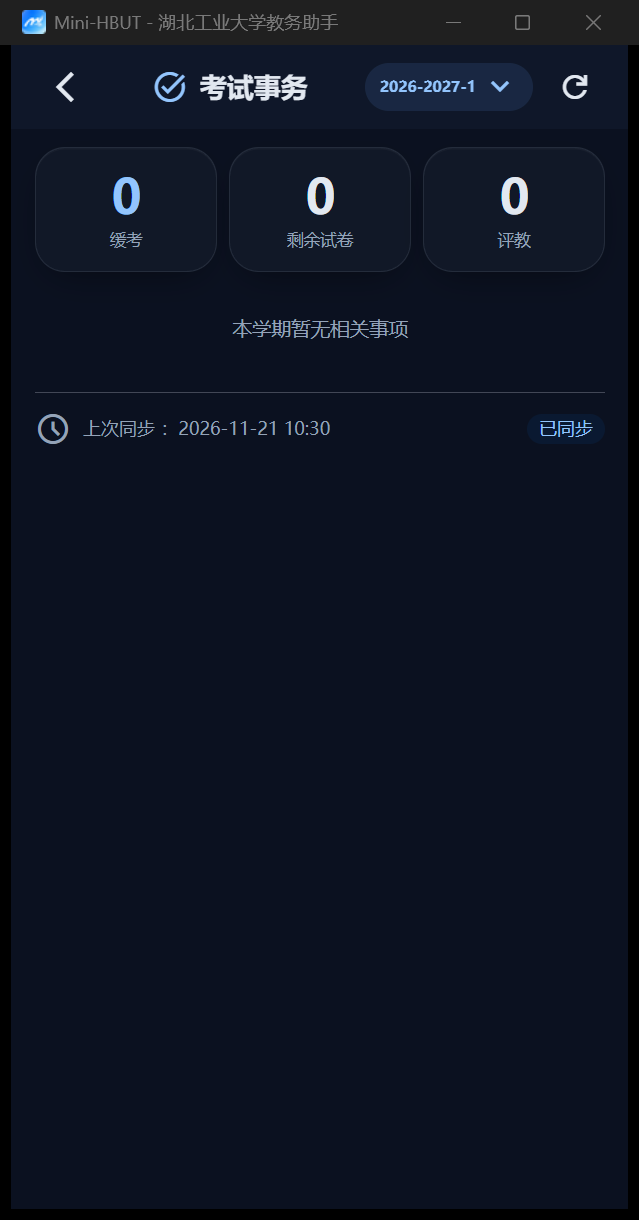 Mini-HBUT - 湖北工业大学教务助手
考试事务 2026-2027-1
0 0 0
缓考 剩余试卷 评教
本学期暂无相关事项
上次同步： 2026-11-21 10:30 已同步